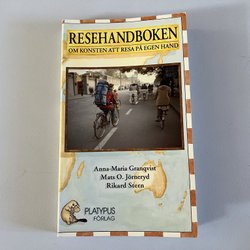 RESEHANDBOKEN
OM KONSTEN ATT RESA PÅ EGEN HAND
Anna-Maria Granqvist
Mats O. Jörneryd
Rikard Steen
PLATYPUS
FÖRLAG